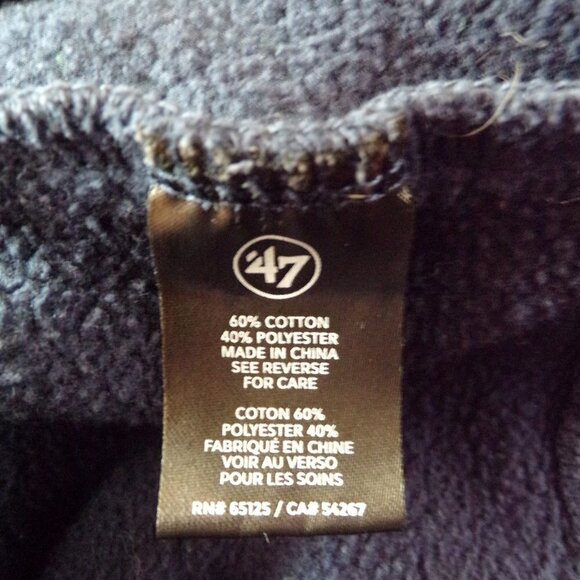 '47
60% COTTON
40% POLYESTER
MADE IN CHINA
SEE REVERSE
FOR CARE
COTON 60%
POLYESTER 40%
FABRIQUÉ EN CHINE
VOIR AU VERSO
POUR LES SOINS
RN# 65125 / CA# 54267